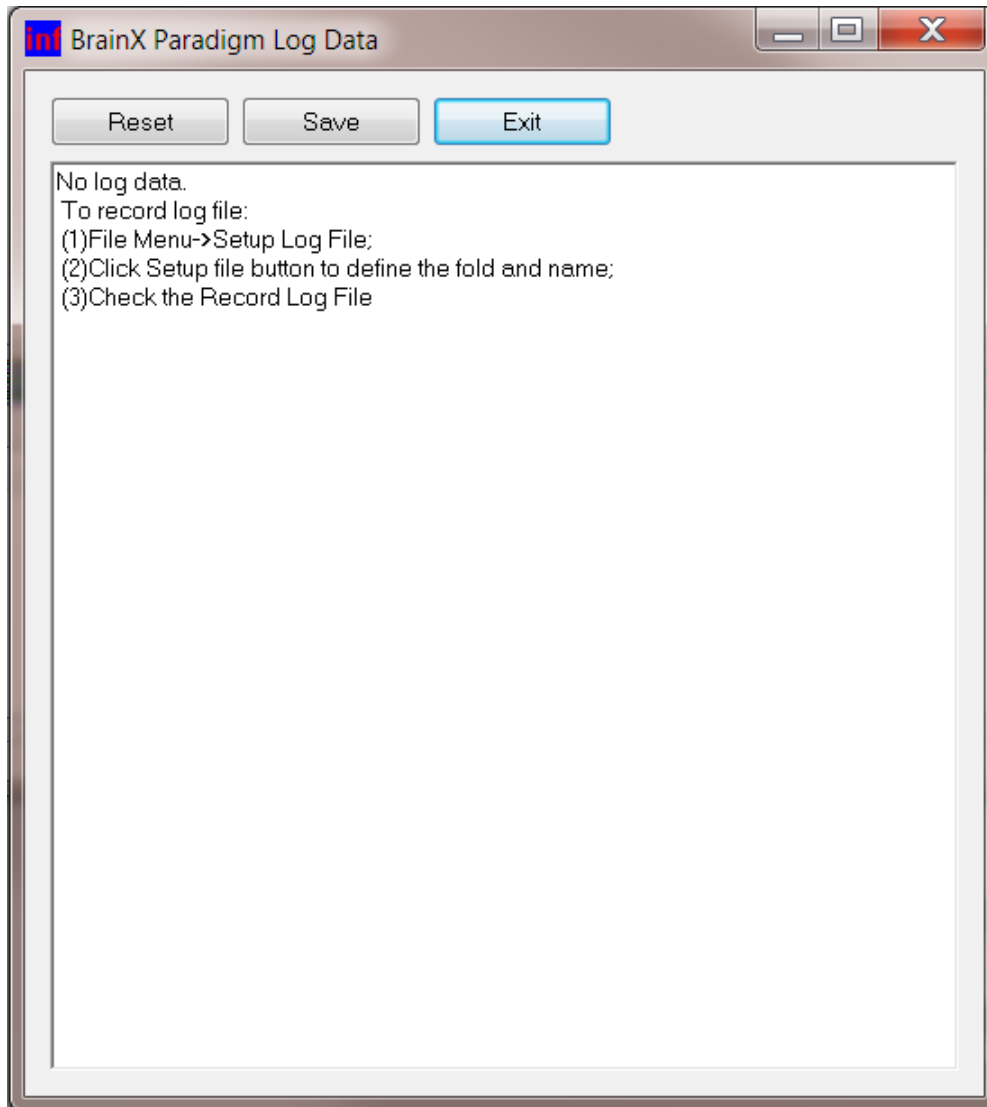 inf BrainX Paradigm Log Data
Reset Save Exit
No log data.
To record log file:
(1)File Menu->Setup Log File;
(2)Click Setup file button to define the fold and name;
(3)Check the Record Log File